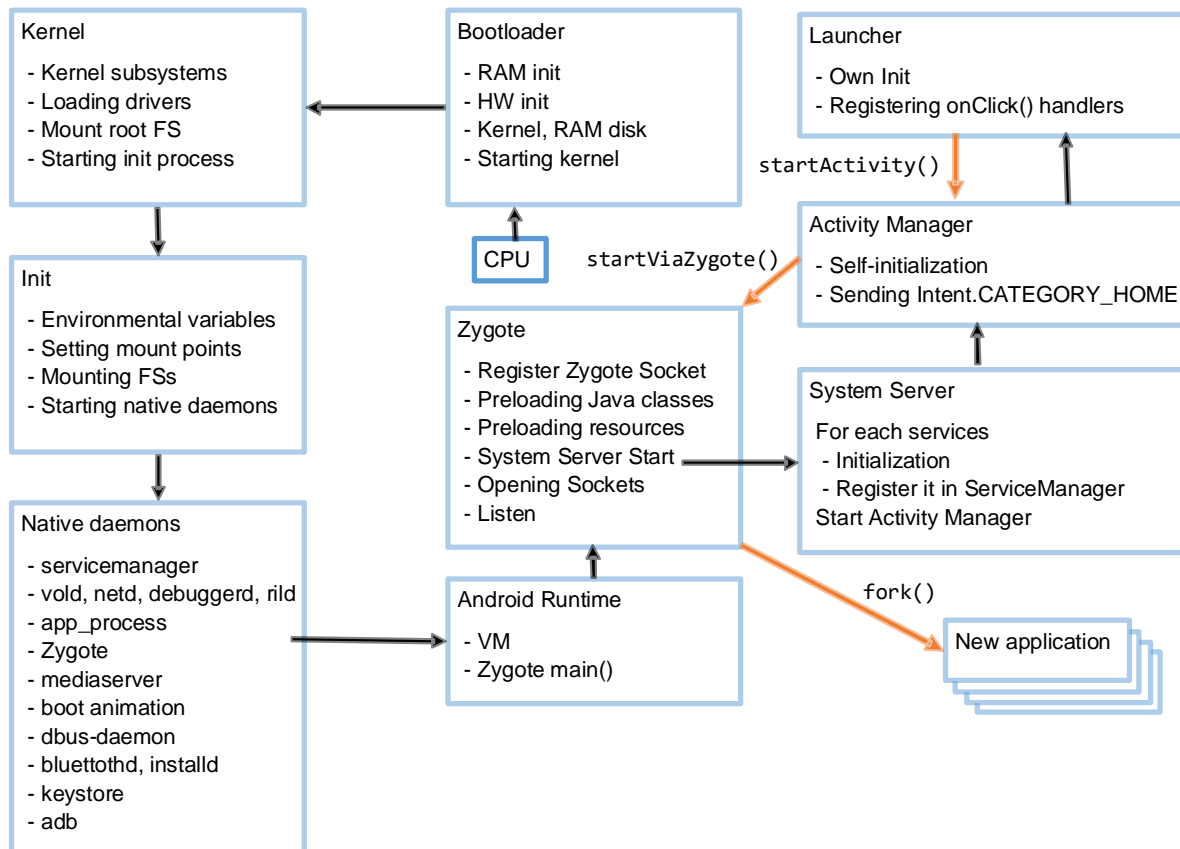 Kernel
- Kernel subsystems
- Loading drivers
- Mount root FS
- Starting init process
Bootloader
- RAM init
- HW init
- Kernel, RAM disk
- Starting kernel
Launcher
- Own Init
- Registering onClick() handlers
startActivity()
CPU
startViaZygote()
Activity Manager
- Self-initialization
- Sending Intent.CATEGORY_HOME
Init
- Environmental variables
- Setting mount points
- Mounting FSs
- Starting native daemons
Zygote
- Register Zygote Socket
- Preloading Java classes
- Preloading resources
- System Server Start
- Opening Sockets
- Listen
System Server
For each services
- Initialization
- Register it in ServiceManager
Start Activity Manager
Native daemons
- servicemanager
- vold, netd, debuggerd, rild
- app_process
- Zygote
- mediaserver
- boot animation
- dbus-daemon
- bluettothd, installd
- keystore
- adb
Android Runtime
- VM
- Zygote main()
fork()
New application